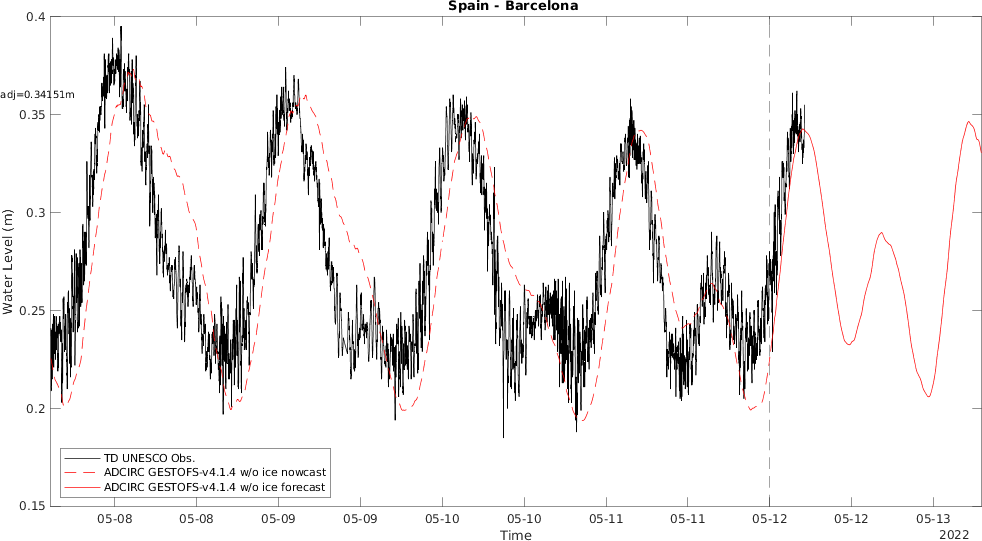 Spain - Barcelona
0.4
adj=0.34151m
0.35
0.3
0.25
0.2
0.15
Water Level (m)
TD UNESCO Obs.
ADCIRC GESTOFS-v4.1.4 w/o ice nowcast
ADCIRC GESTOFS-v4.1.4 w/o ice forecast
05-08 05-08 05-09 05-09 05-10 05-10 05-11 05-11 05-12 05-12 05-13
Time
2022